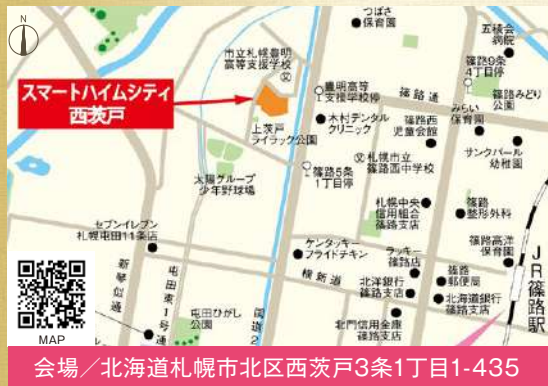 N
つばさ
保育園
五稜会
病院
市立札幌豊明
高等支援学校
篠路9条
4丁目停
スマートハイムシティ
西茨戸
豊明高等
支援学校停
篠路通
篠路みどり
公園
みらい
保育園
木村デンタル
クリニック
篠路西
児童会館
上茨戸
ライラック公園
サンクパール
幼稚園
札幌市立
篠路西中学校
太陽グループ
少年野球場
篠路5条
1丁目停
札幌中央
信用組合
篠路支店
篠路
整形外科
セブンイレブン
札幌屯田11条店
ケンタッキー
フライドチキン
ラッキー
篠路店
篠路高洋
保育園
JR篠路駅
新琴似通
屯田東1号通
横新道
北洋銀行
篠路支店
篠路
郵便局
屯田ひがし
公園
北海道銀行
篠路支店
北門信用金庫
篠路支店
MAP
会場／北海道札幌市北区西茨戸3条1丁目1-435